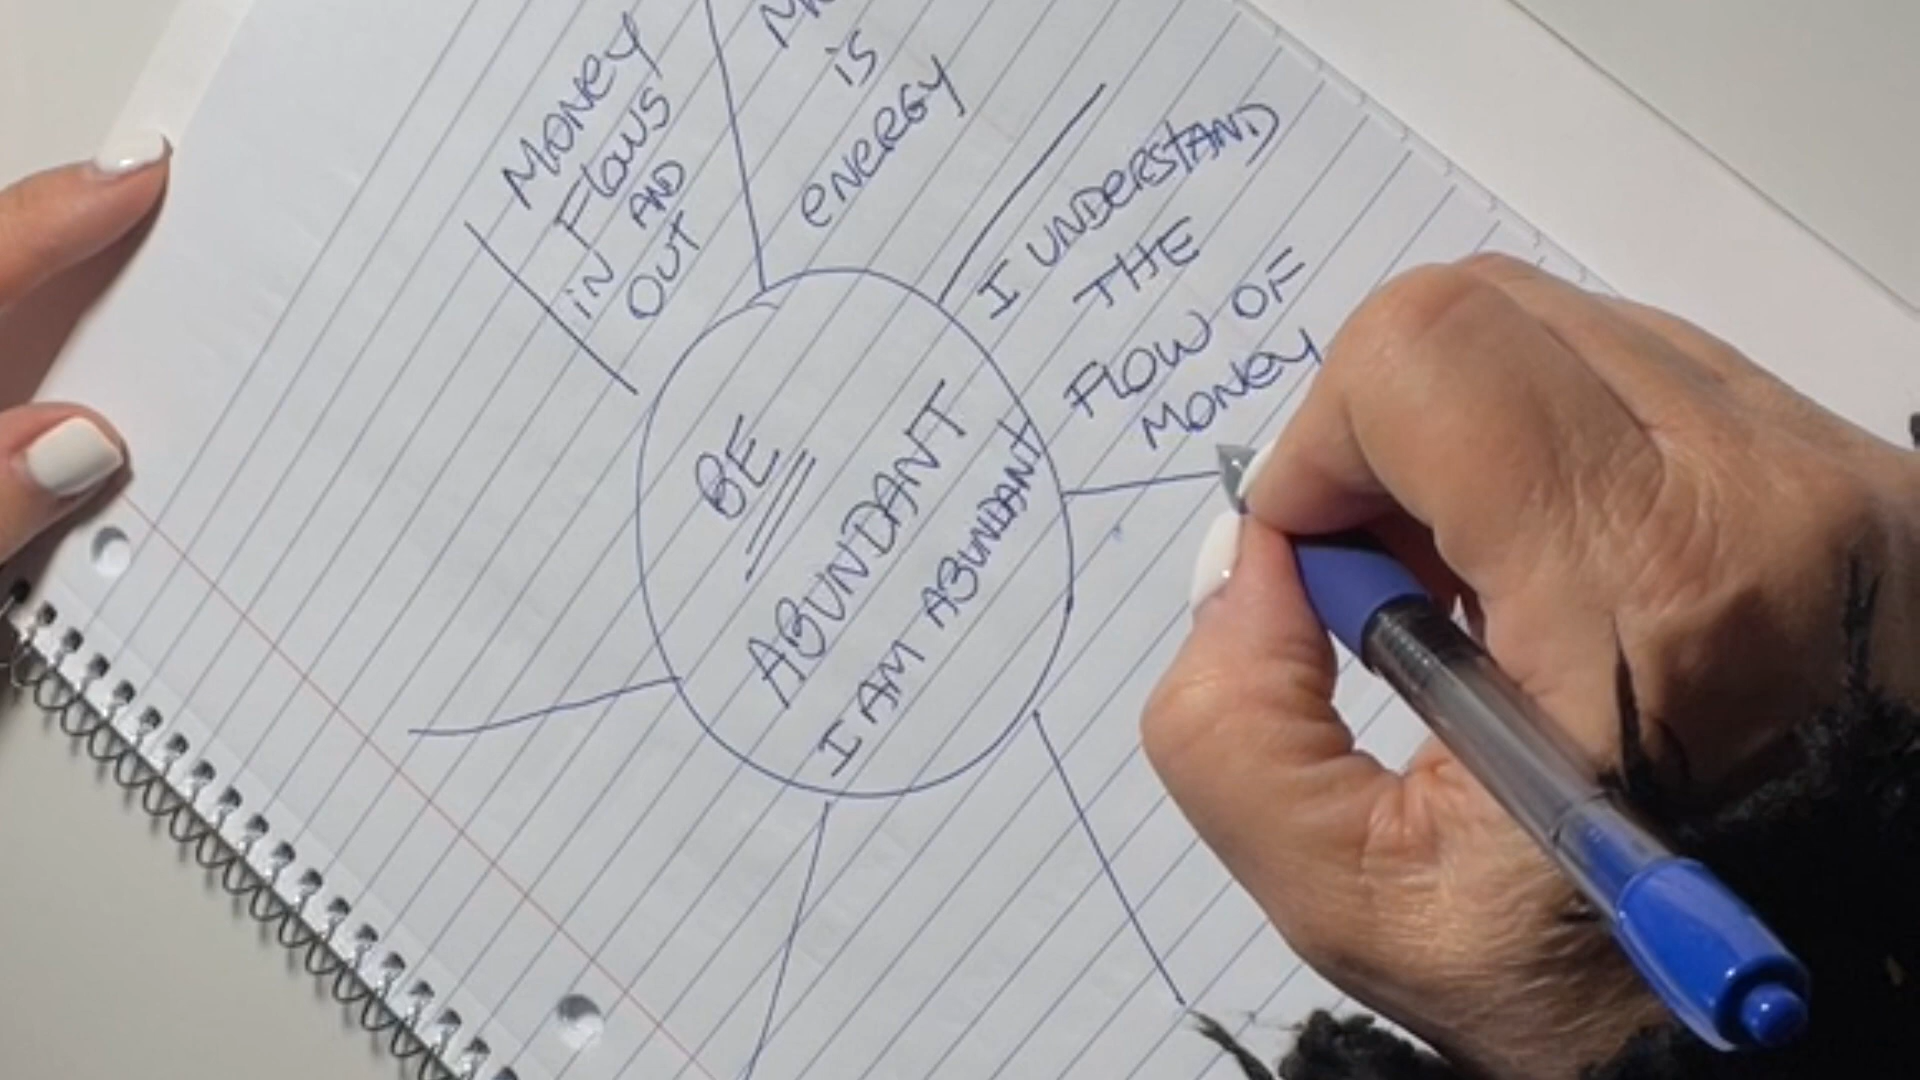 MONEY
Flows
iN AND
OUT
is
eNeRGY
I UNDeRSTAND
THE
FlOW OF
MONey
BE
ABUNDANT
I AM ABUNDANT